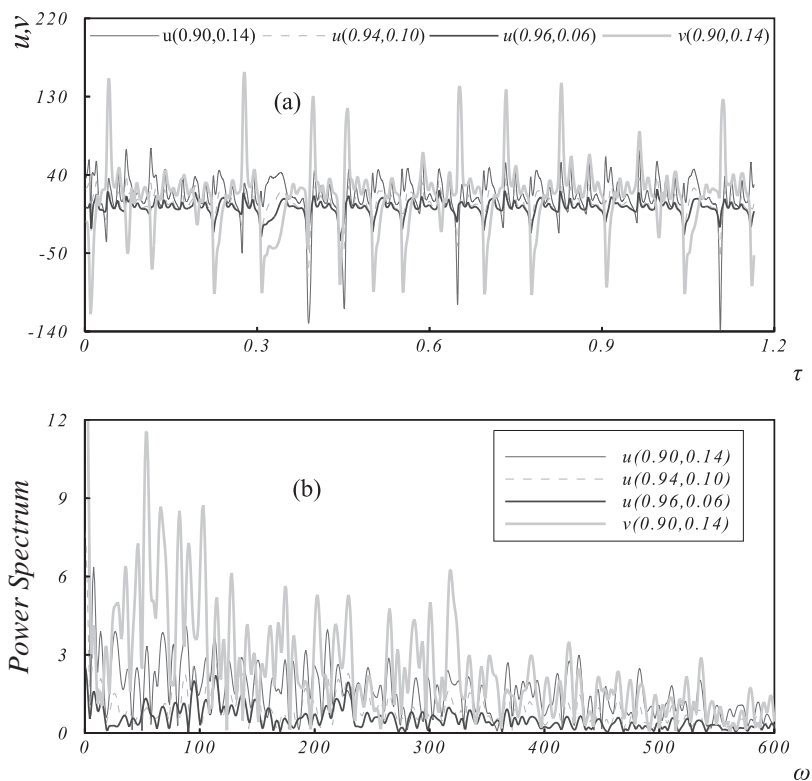 u,v
220
130
40
-50
-140
u(0.90,0.14) u(0.94,0.10) u(0.96,0.06) v(0.90,0.14)
(a)
0 0.3 0.6 0.9 1.2
τ
Power Spectrum
12
9
6
3
0
(b)
u(0.90,0.14)
u(0.94,0.10)
u(0.96,0.06)
v(0.90,0.14)
0 100 200 300 400 500 600
ω